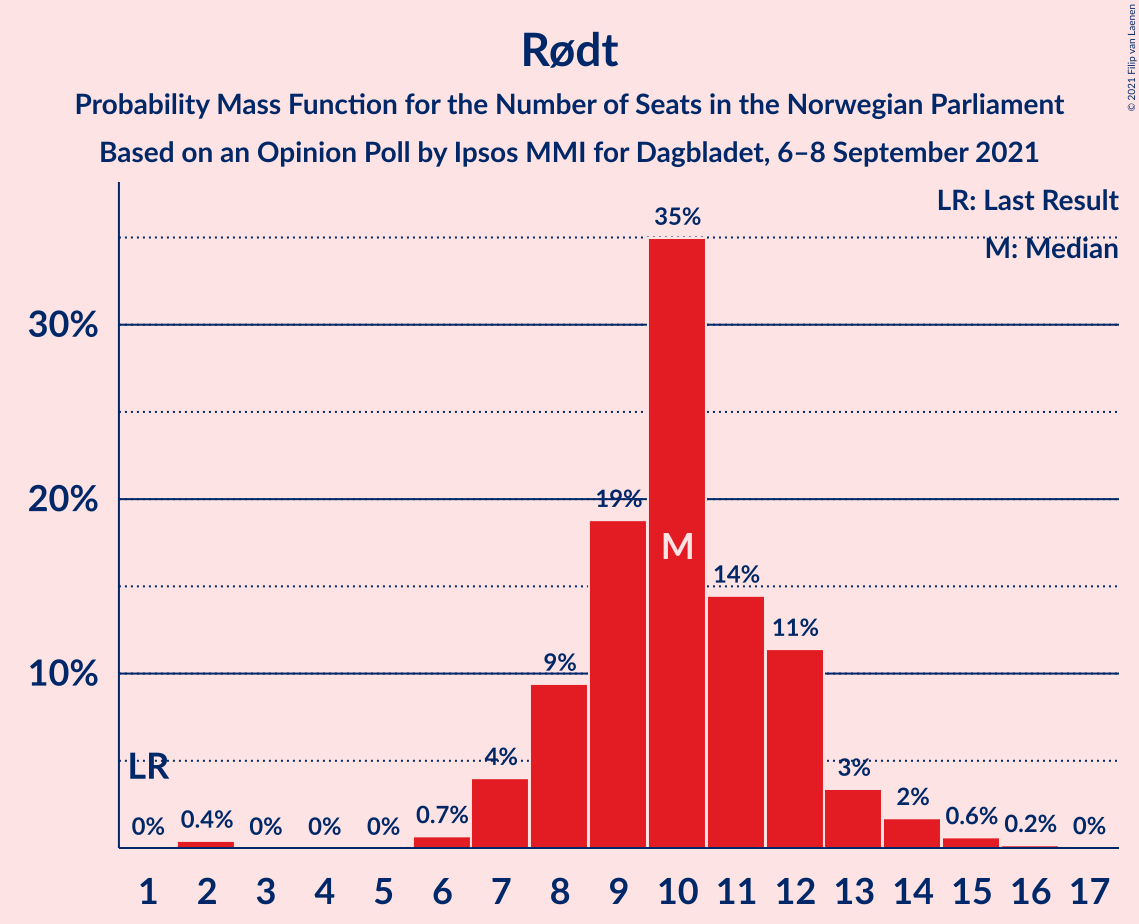 © 2021 Filip van Laenen
Rødt
Probability Mass Function for the Number of Seats in the Norwegian Parliament
Based on an Opinion Poll by Ipsos MMI for Dagbladet, 6–8 September 2021
LR: Last Result
M: Median
35%
30%
20%
19%
M
14%
11%
10%
9%
LR
4%
3%
2%
0% 0.4% 0% 0% 0% 0.7% 0.6% 0.2% 0%
1 2 3 4 5 6 7 8 9 10 11 12 13 14 15 16 17